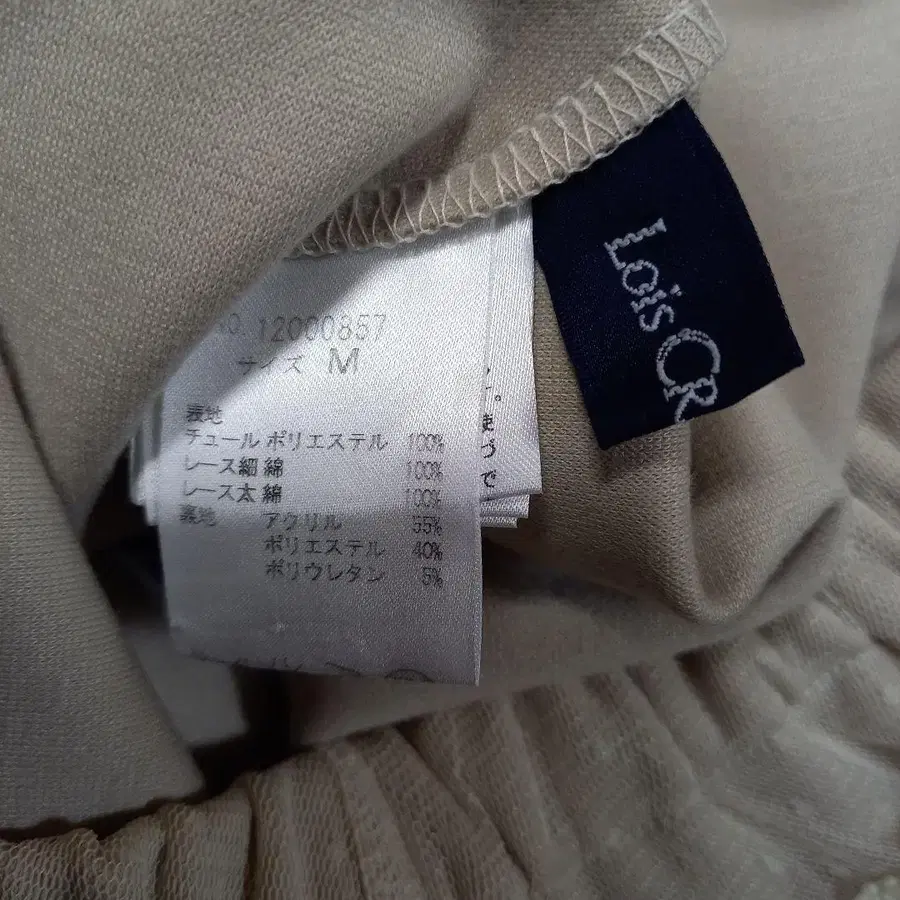 NO. 12000857
サイズ M
表地
チュール ポリエステル 100%
レース細 綿 100%
レース太 綿 100%
裏地 アクリル 55%
ポリエステル 40%
ポリウレタン 5%
Lois CR